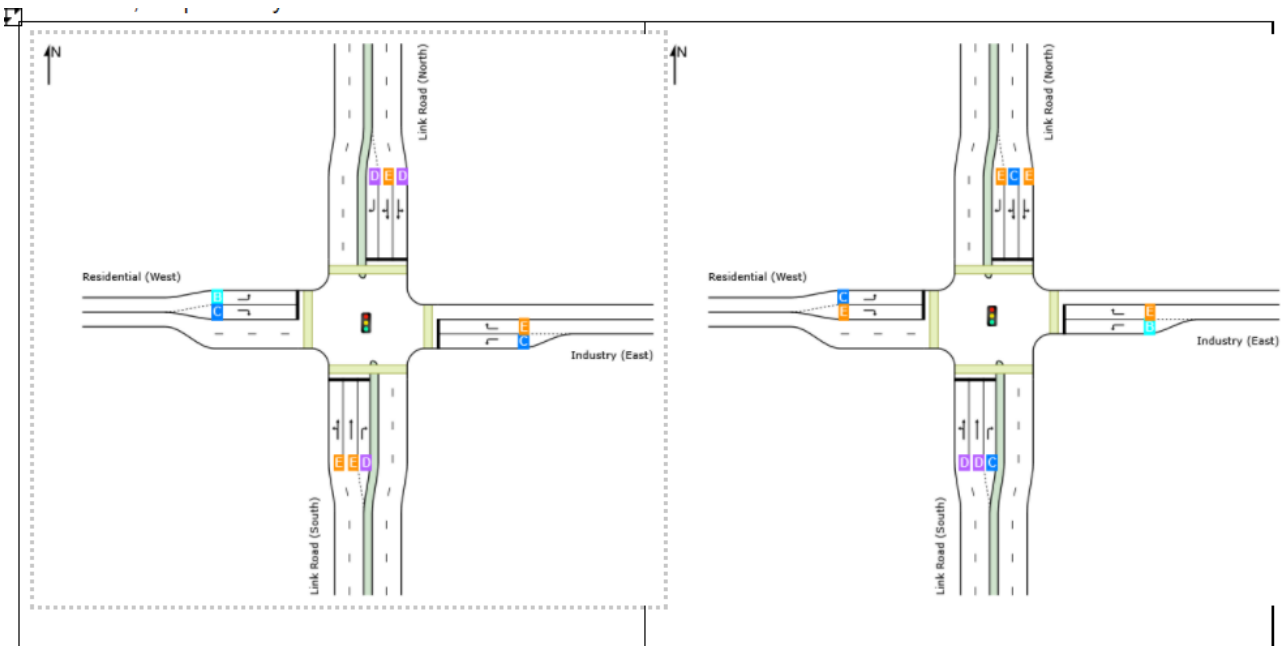 N
Link Road (North)
D E D
Residential (West)
B
C
E
C
Industry (East)
E E D
Link Road (South)
N
Link Road (North)
E C E
Residential (West)
C
E
E
B
Industry (East)
D D C
Link Road (South)